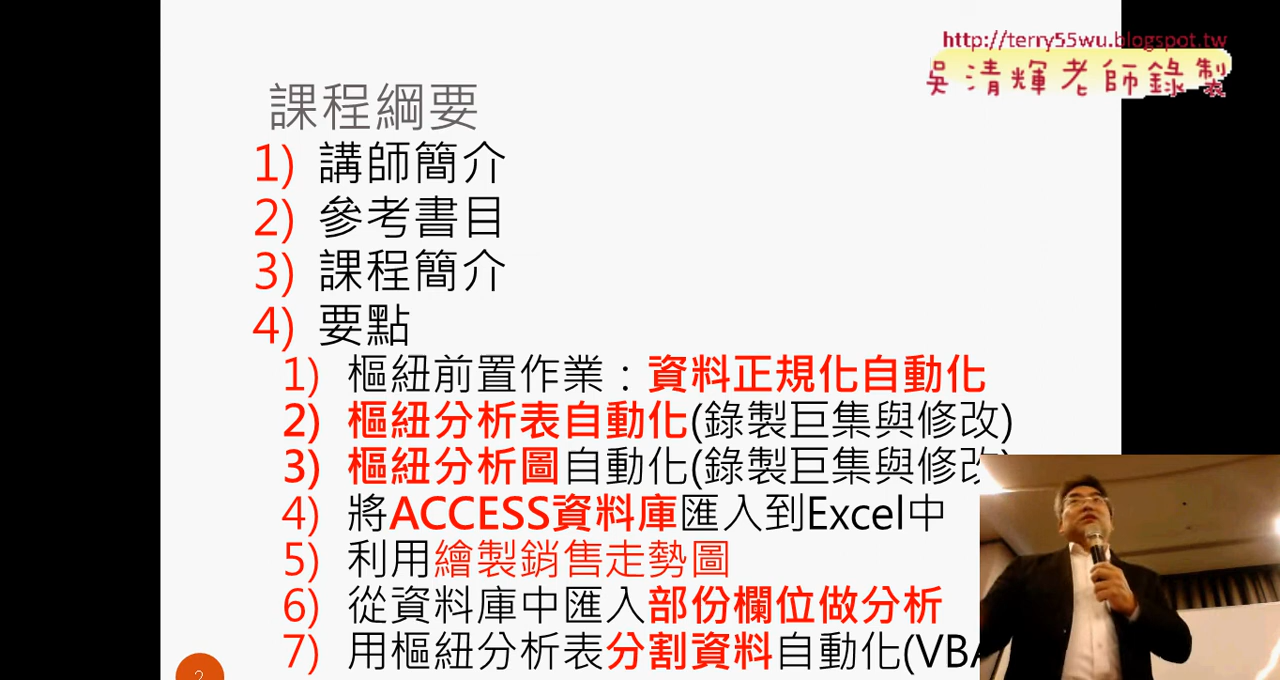 http://terry55wu.blogspot.tw
吳清輝老師錄製
課程綱要
1) 講師簡介
2) 參考書目
3) 課程簡介
4) 要點
1) 樞紐前置作業：資料正規化自動化
2) 樞紐分析表自動化(錄製巨集與修改)
3) 樞紐分析圖自動化(錄製巨集與修改)
4) 將ACCESS資料庫匯入到Excel中
5) 利用繪製銷售走勢圖
6) 從資料庫中匯入部份欄位做分析
7) 用樞紐分析表分割資料自動化(VBA
2